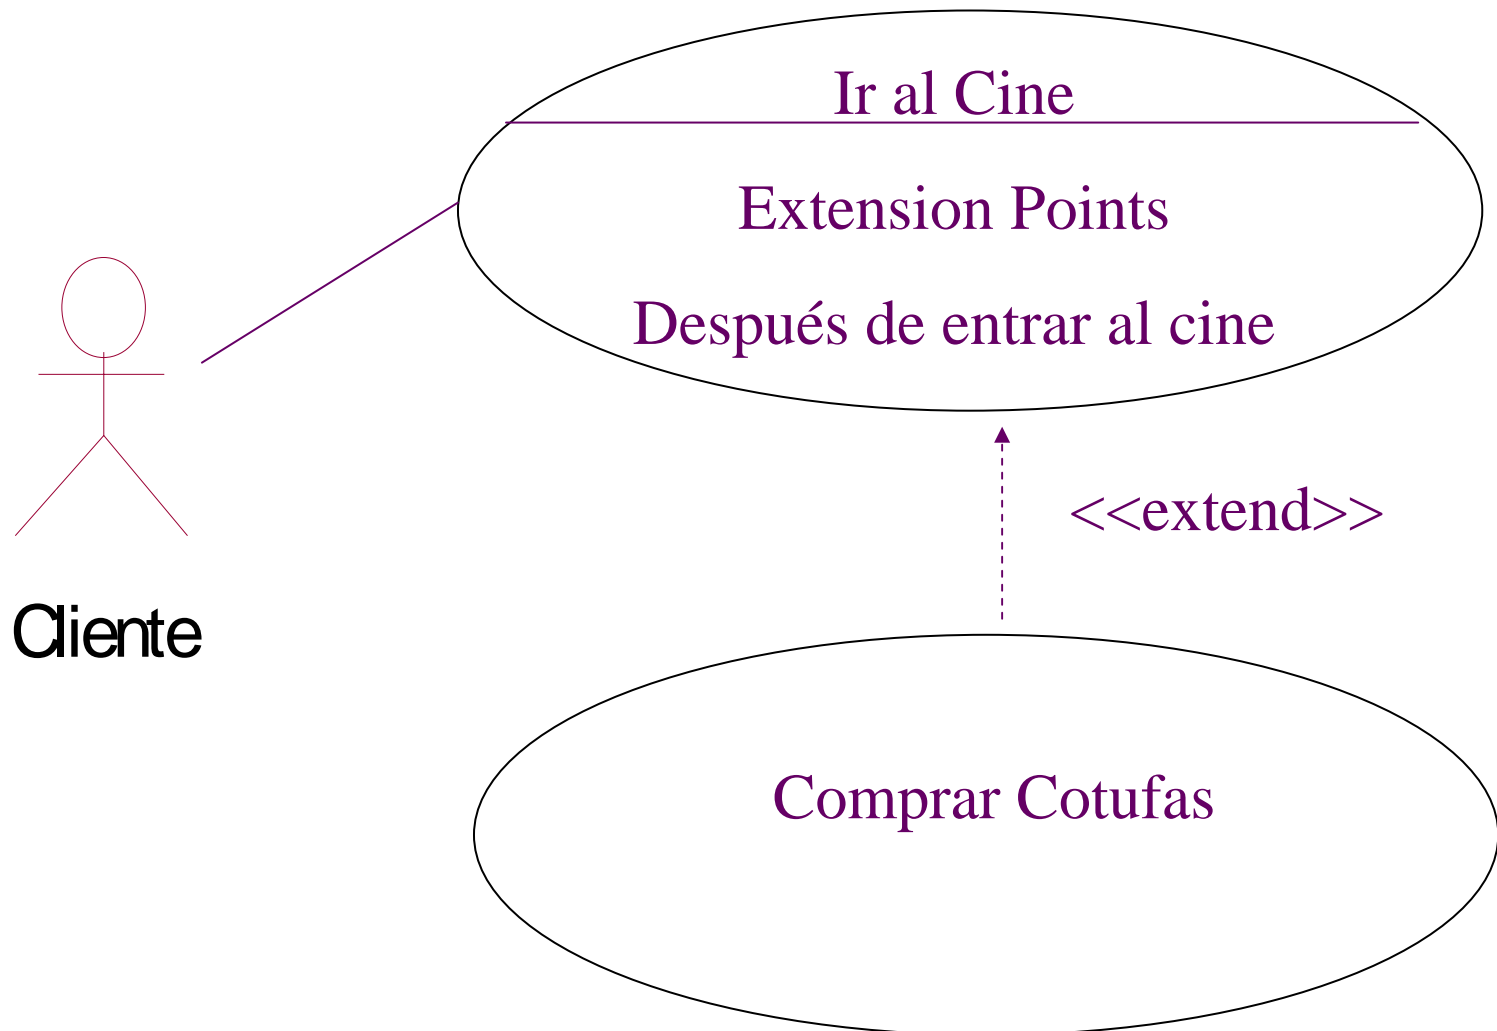 Ir al Cine
Extension Points
Después de entrar al cine
<<extend>>
Cliente
Comprar Cotufas